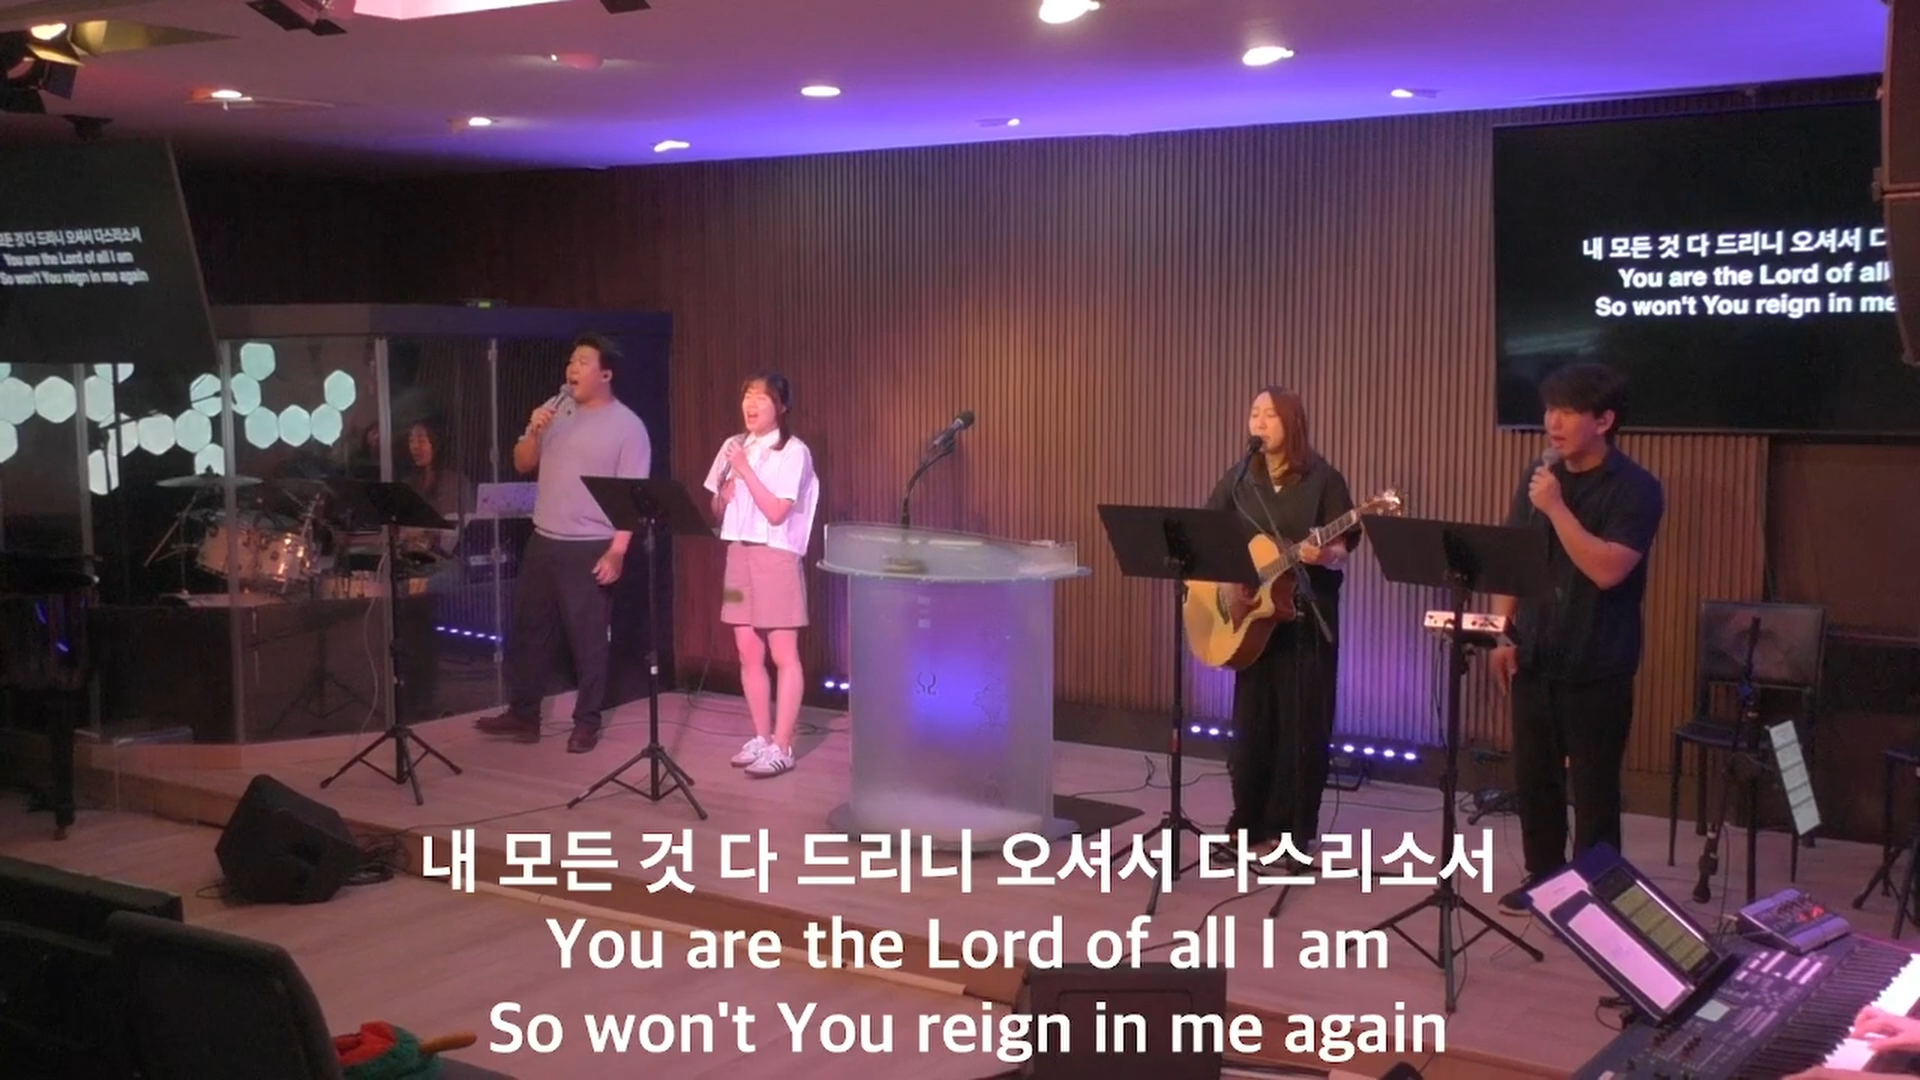 모든 것 다 드리니 오셔서 다스리소서
You are the Lord of all I am
So won't You reign in me again
내 모든 것 다 드리니 오셔서
You are the Lord of all
So won't You reign in me
내 모든 것 다 드리니 오셔서 다스리소서
You are the Lord of all I am
So won't You reign in me again